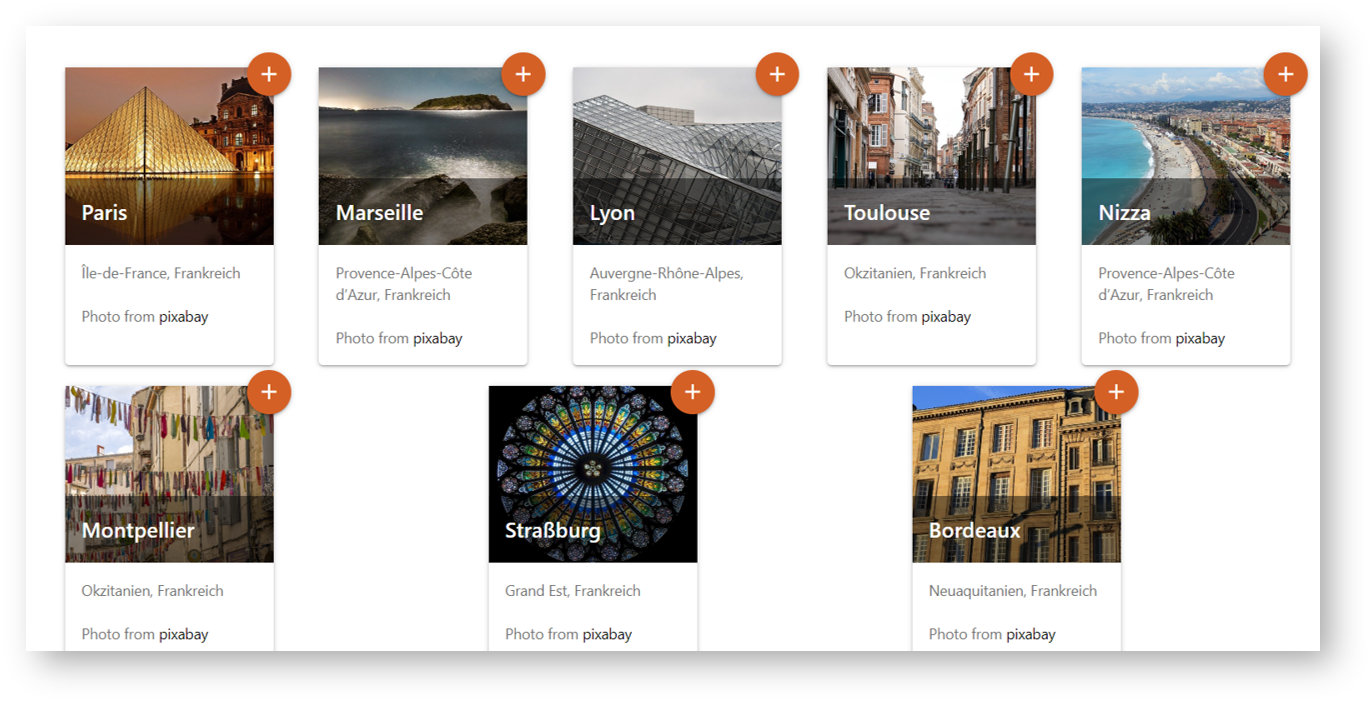 +
+
+
+
+
Paris
Marseille
Lyon
Toulouse
Nizza
Île-de-France, Frankreich
Photo from pixabay
Provence-Alpes-Côte
d'Azur, Frankreich
Photo from pixabay
Auvergne-Rhône-Alpes,
Frankreich
Photo from pixabay
Okzitanien, Frankreich
Photo from pixabay
Provence-Alpes-Côte
d'Azur, Frankreich
Photo from pixabay
+
+
+
Montpellier
Straßburg
Bordeaux
Okzitanien, Frankreich
Photo from pixabay
Grand Est, Frankreich
Photo from pixabay
Neuaquitanien, Frankreich
Photo from pixabay